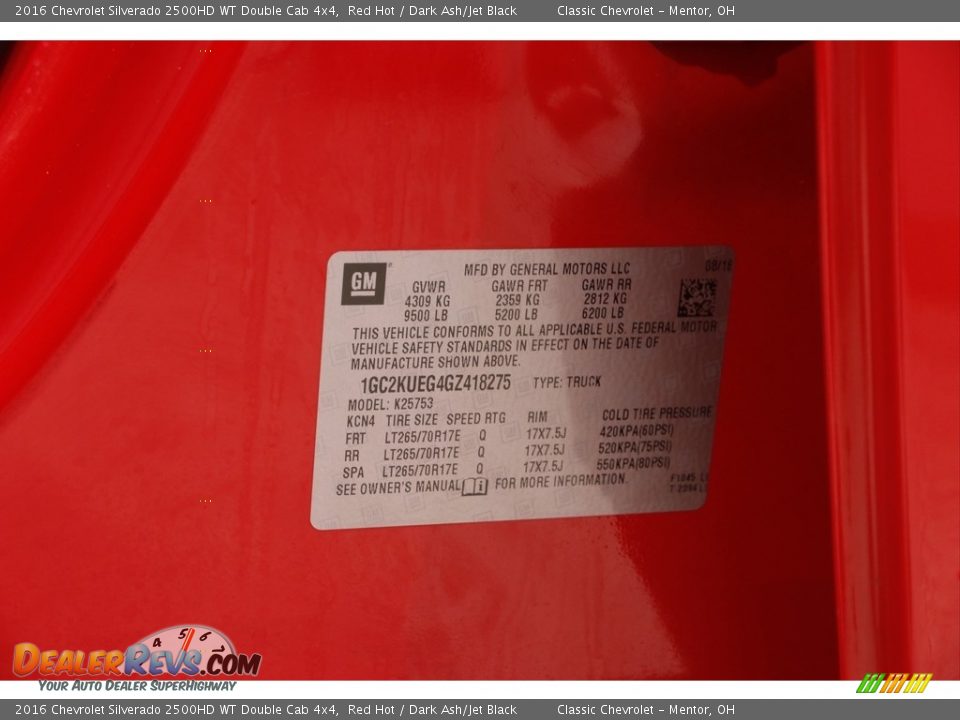 2016 Chevrolet Silverado 2500HD WT Double Cab 4x4, Red Hot / Dark Ash/Jet Black Classic Chevrolet - Mentor, OH
GM MFD BY GENERAL MOTORS LLC
GVWR GAWR FRT GAWR RR
4309 KG 2359 KG 2812 KG
9500 LB 5200 LB 6200 LB
THIS VEHICLE CONFORMS TO ALL APPLICABLE U.S. FEDERAL MOTOR
VEHICLE SAFETY STANDARDS IN EFFECT ON THE DATE OF
MANUFACTURE SHOWN ABOVE.
1GC2KUEG4GZ418275 TYPE: TRUCK
MODEL: K25753
KCN4 TIRE SIZE SPEED RTG RIM COLD TIRE PRESSURE
FRT LT265/70R17E Q 17X7.5J 420KPA(60PSI)
RR LT265/70R17E Q 17X7.5J 520KPA(75PSI)
SPA LT265/70R17E Q 17X7.5J 550KPA(80PSI)
SEE OWNER'S MANUAL FOR MORE INFORMATION.
4 5 6
DEALERREVS.COM
YOUR AUTO DEALER SUPERHIGHWAY
2016 Chevrolet Silverado 2500HD WT Double Cab 4x4, Red Hot / Dark Ash/Jet Black Classic Chevrolet - Mentor, OH